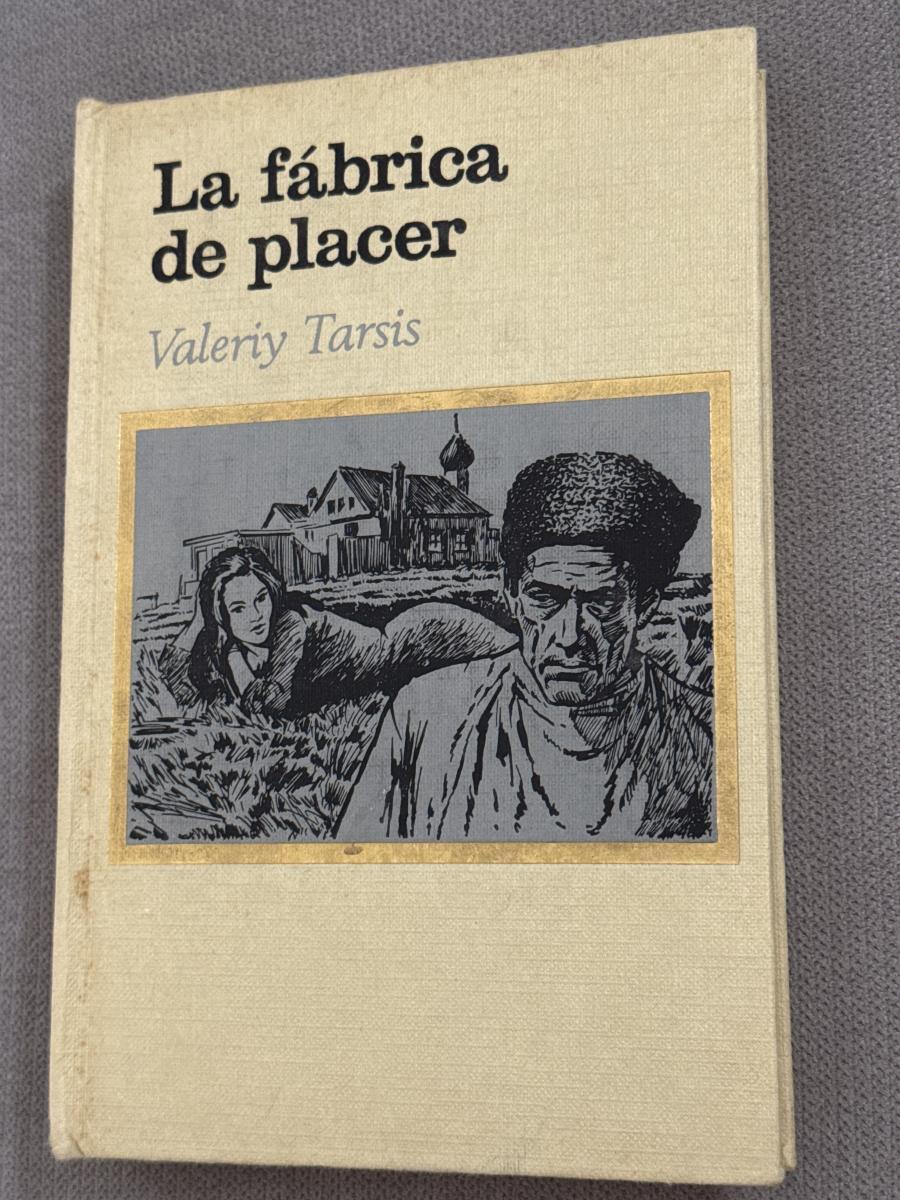 La fábrica
de placer
Valeriy Tarsis